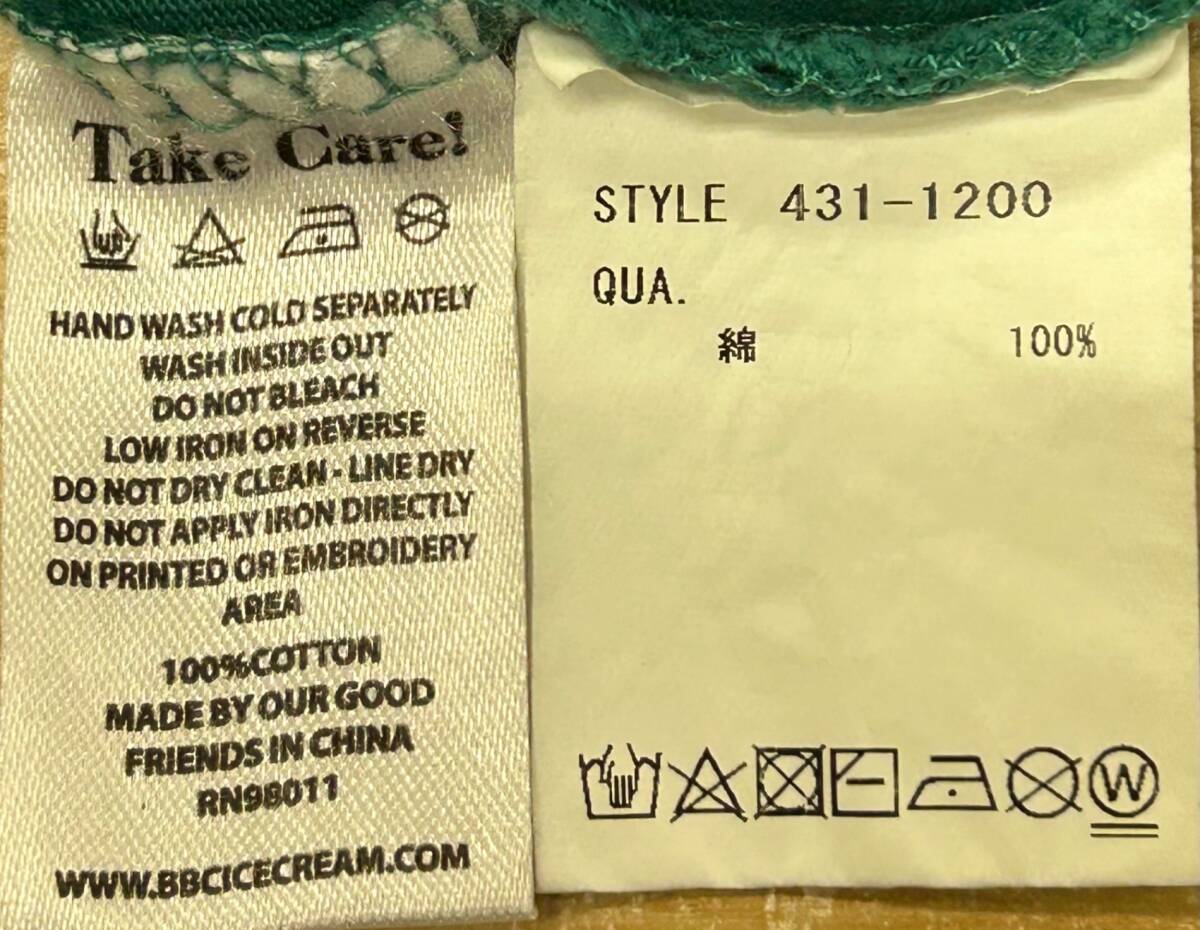 Take Care!
HAND WASH COLD SEPARATELY
WASH INSIDE OUT
DO NOT BLEACH
LOW IRON ON REVERSE
DO NOT DRY CLEAN - LINE DRY
DO NOT APPLY IRON DIRECTLY
ON PRINTED OR EMBROIDERY
AREA
100%COTTON
MADE BY OUR GOOD
FRIENDS IN CHINA
RN98011
WWW.BBCICECREAM.COM
STYLE 431-1200
QUA.
綿 100%
W